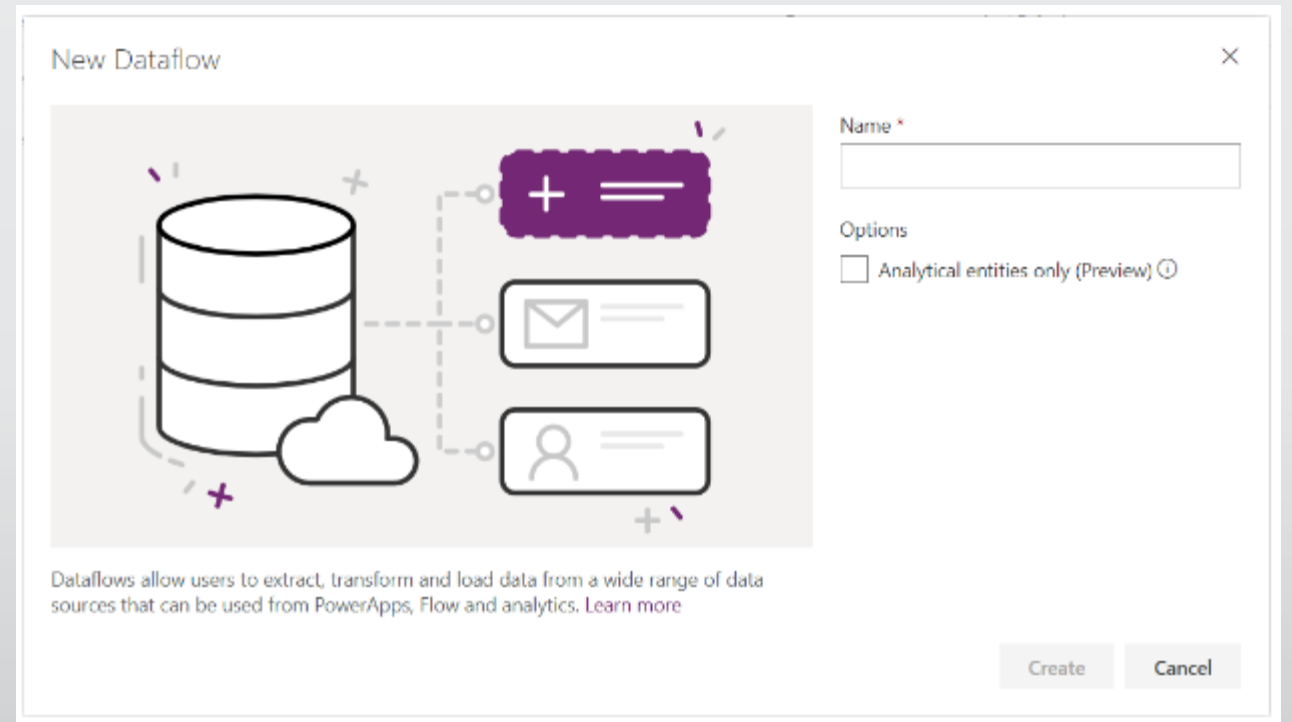 New Dataflow
Name *
Options
Analytical entities only (Preview)
Dataflows allow users to extract, transform and load data from a wide range of data
sources that can be used from PowerApps, Flow and analytics. Learn more
Create
Cancel